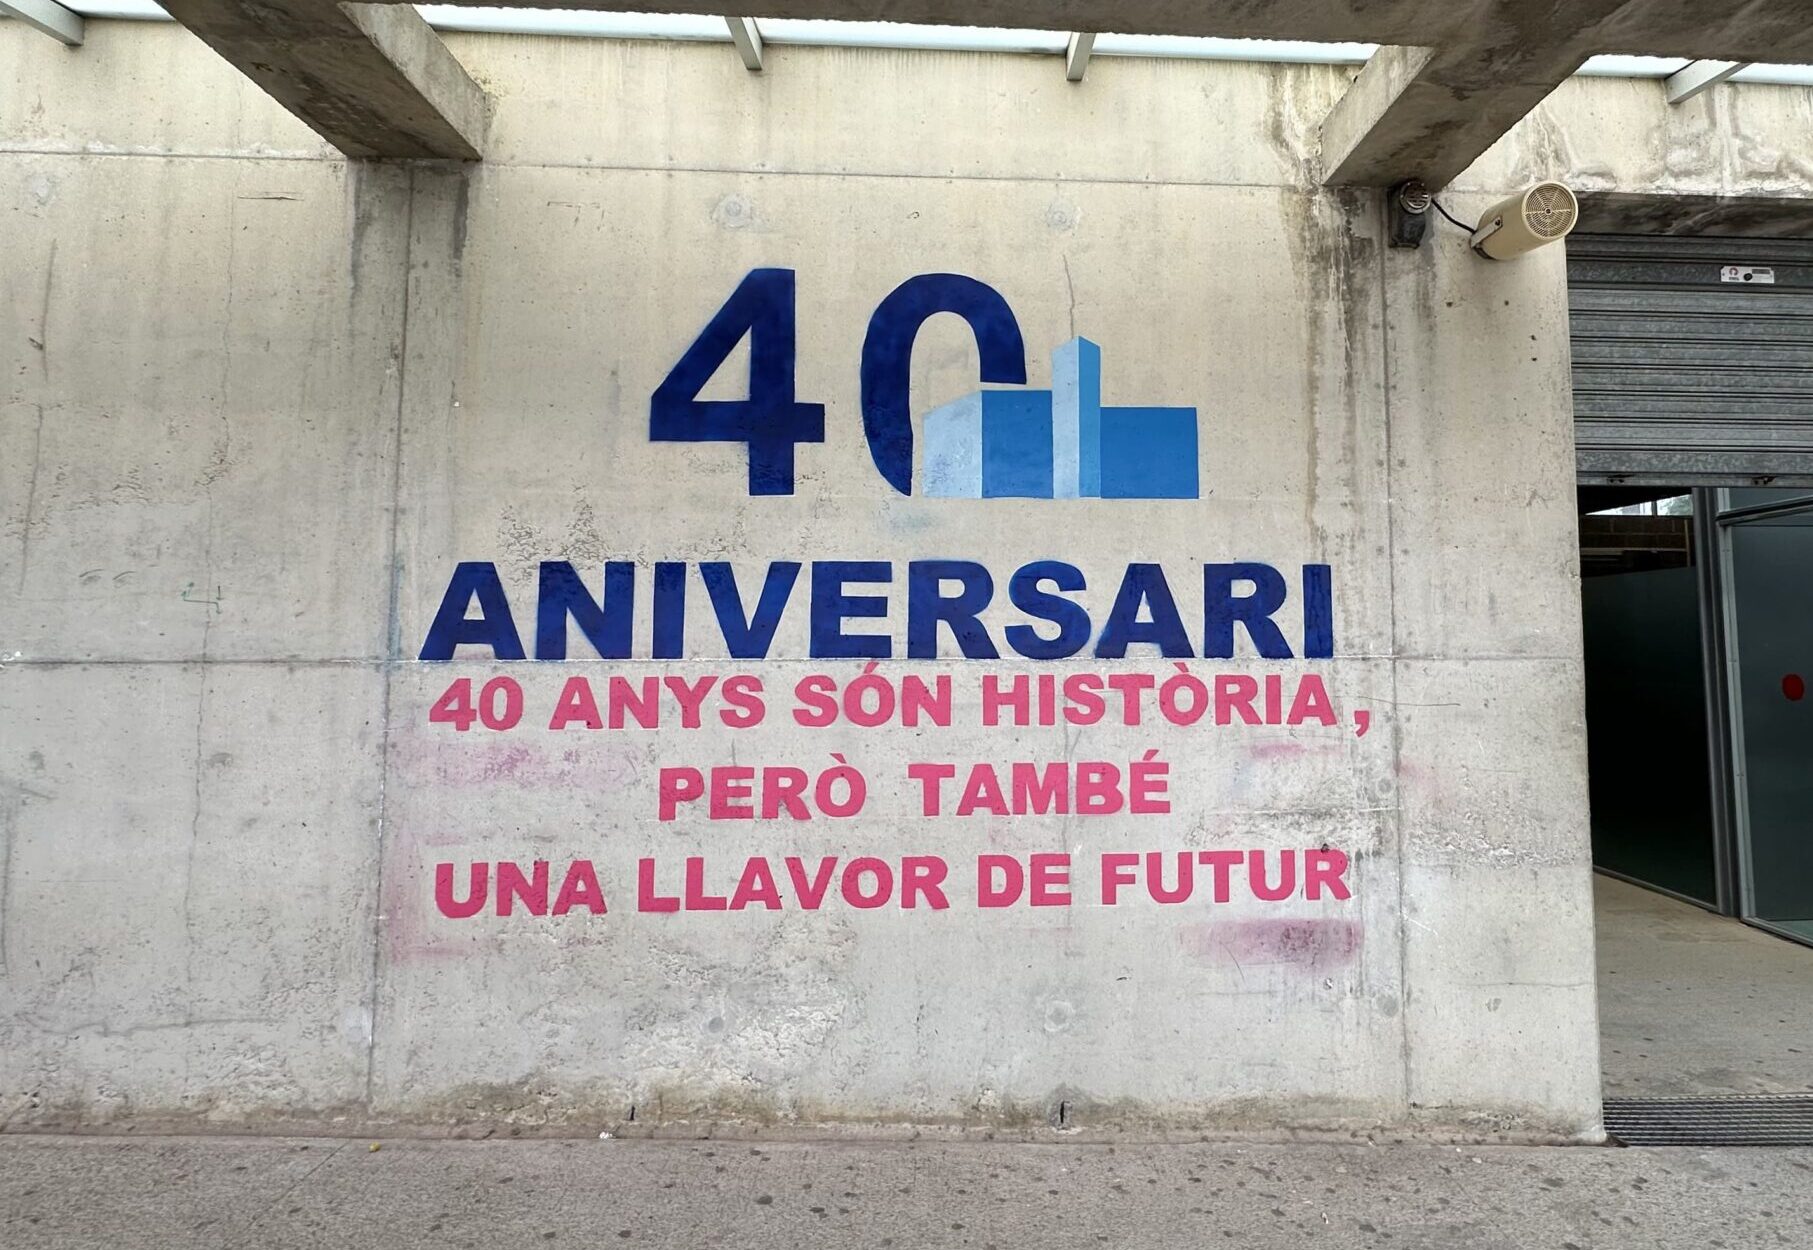 40
ANIVERSARI
40 ANYS SÓN HISTÒRIA,
PERÒ TAMBÉ
UNA LLAVOR DE FUTUR